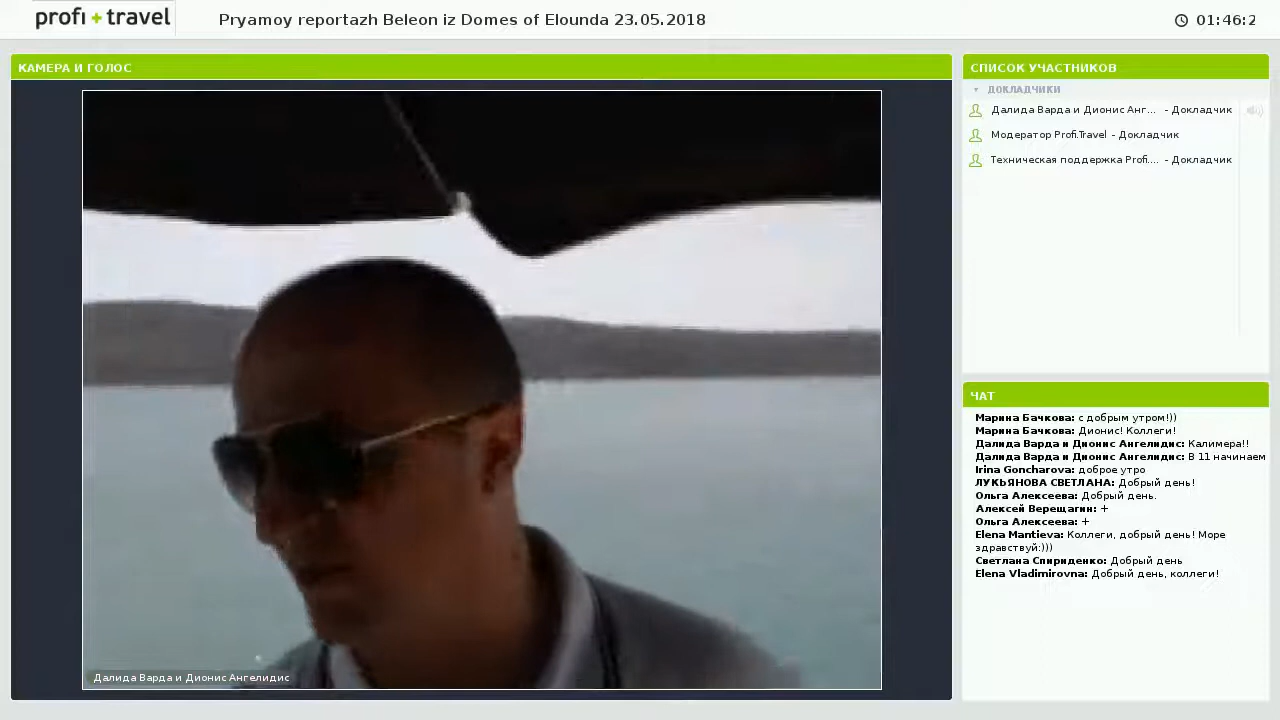 profi + travel
Pryamoy reportazh Beleon iz Domes of Elounda 23.05.2018
01:46:2
КАМЕРА И ГОЛОС
Далида Варда и Дионис Ангелидис
СПИСОК УЧАСТНИКОВ
ДОКЛАДЧИКИ
Далида Варда и Дионис Анг... - Докладчик
Модератор Profi.Travel - Докладчик
Техническая поддержка Profi.... - Докладчик
ЧАТ
Марина Бачкова: с добрым утром!))
Марина Бачкова: Дионис! Коллеги!
Далида Варда и Дионис Ангелидис: Калимера!!
Далида Варда и Дионис Ангелидис: В 11 начинаем
Irina Goncharova: доброе утро
ЛУКЬЯНОВА СВЕТЛАНА: Добрый день!
Ольга Алексеева: Добрый день.
Алексей Верещагин: +
Ольга Алексеева: +
Elena Mantieva: Коллеги, добрый день! Море
здравствуй:)))
Светлана Спириденко: Добрый день
Elena Vladimirovna: Добрый день, коллеги!